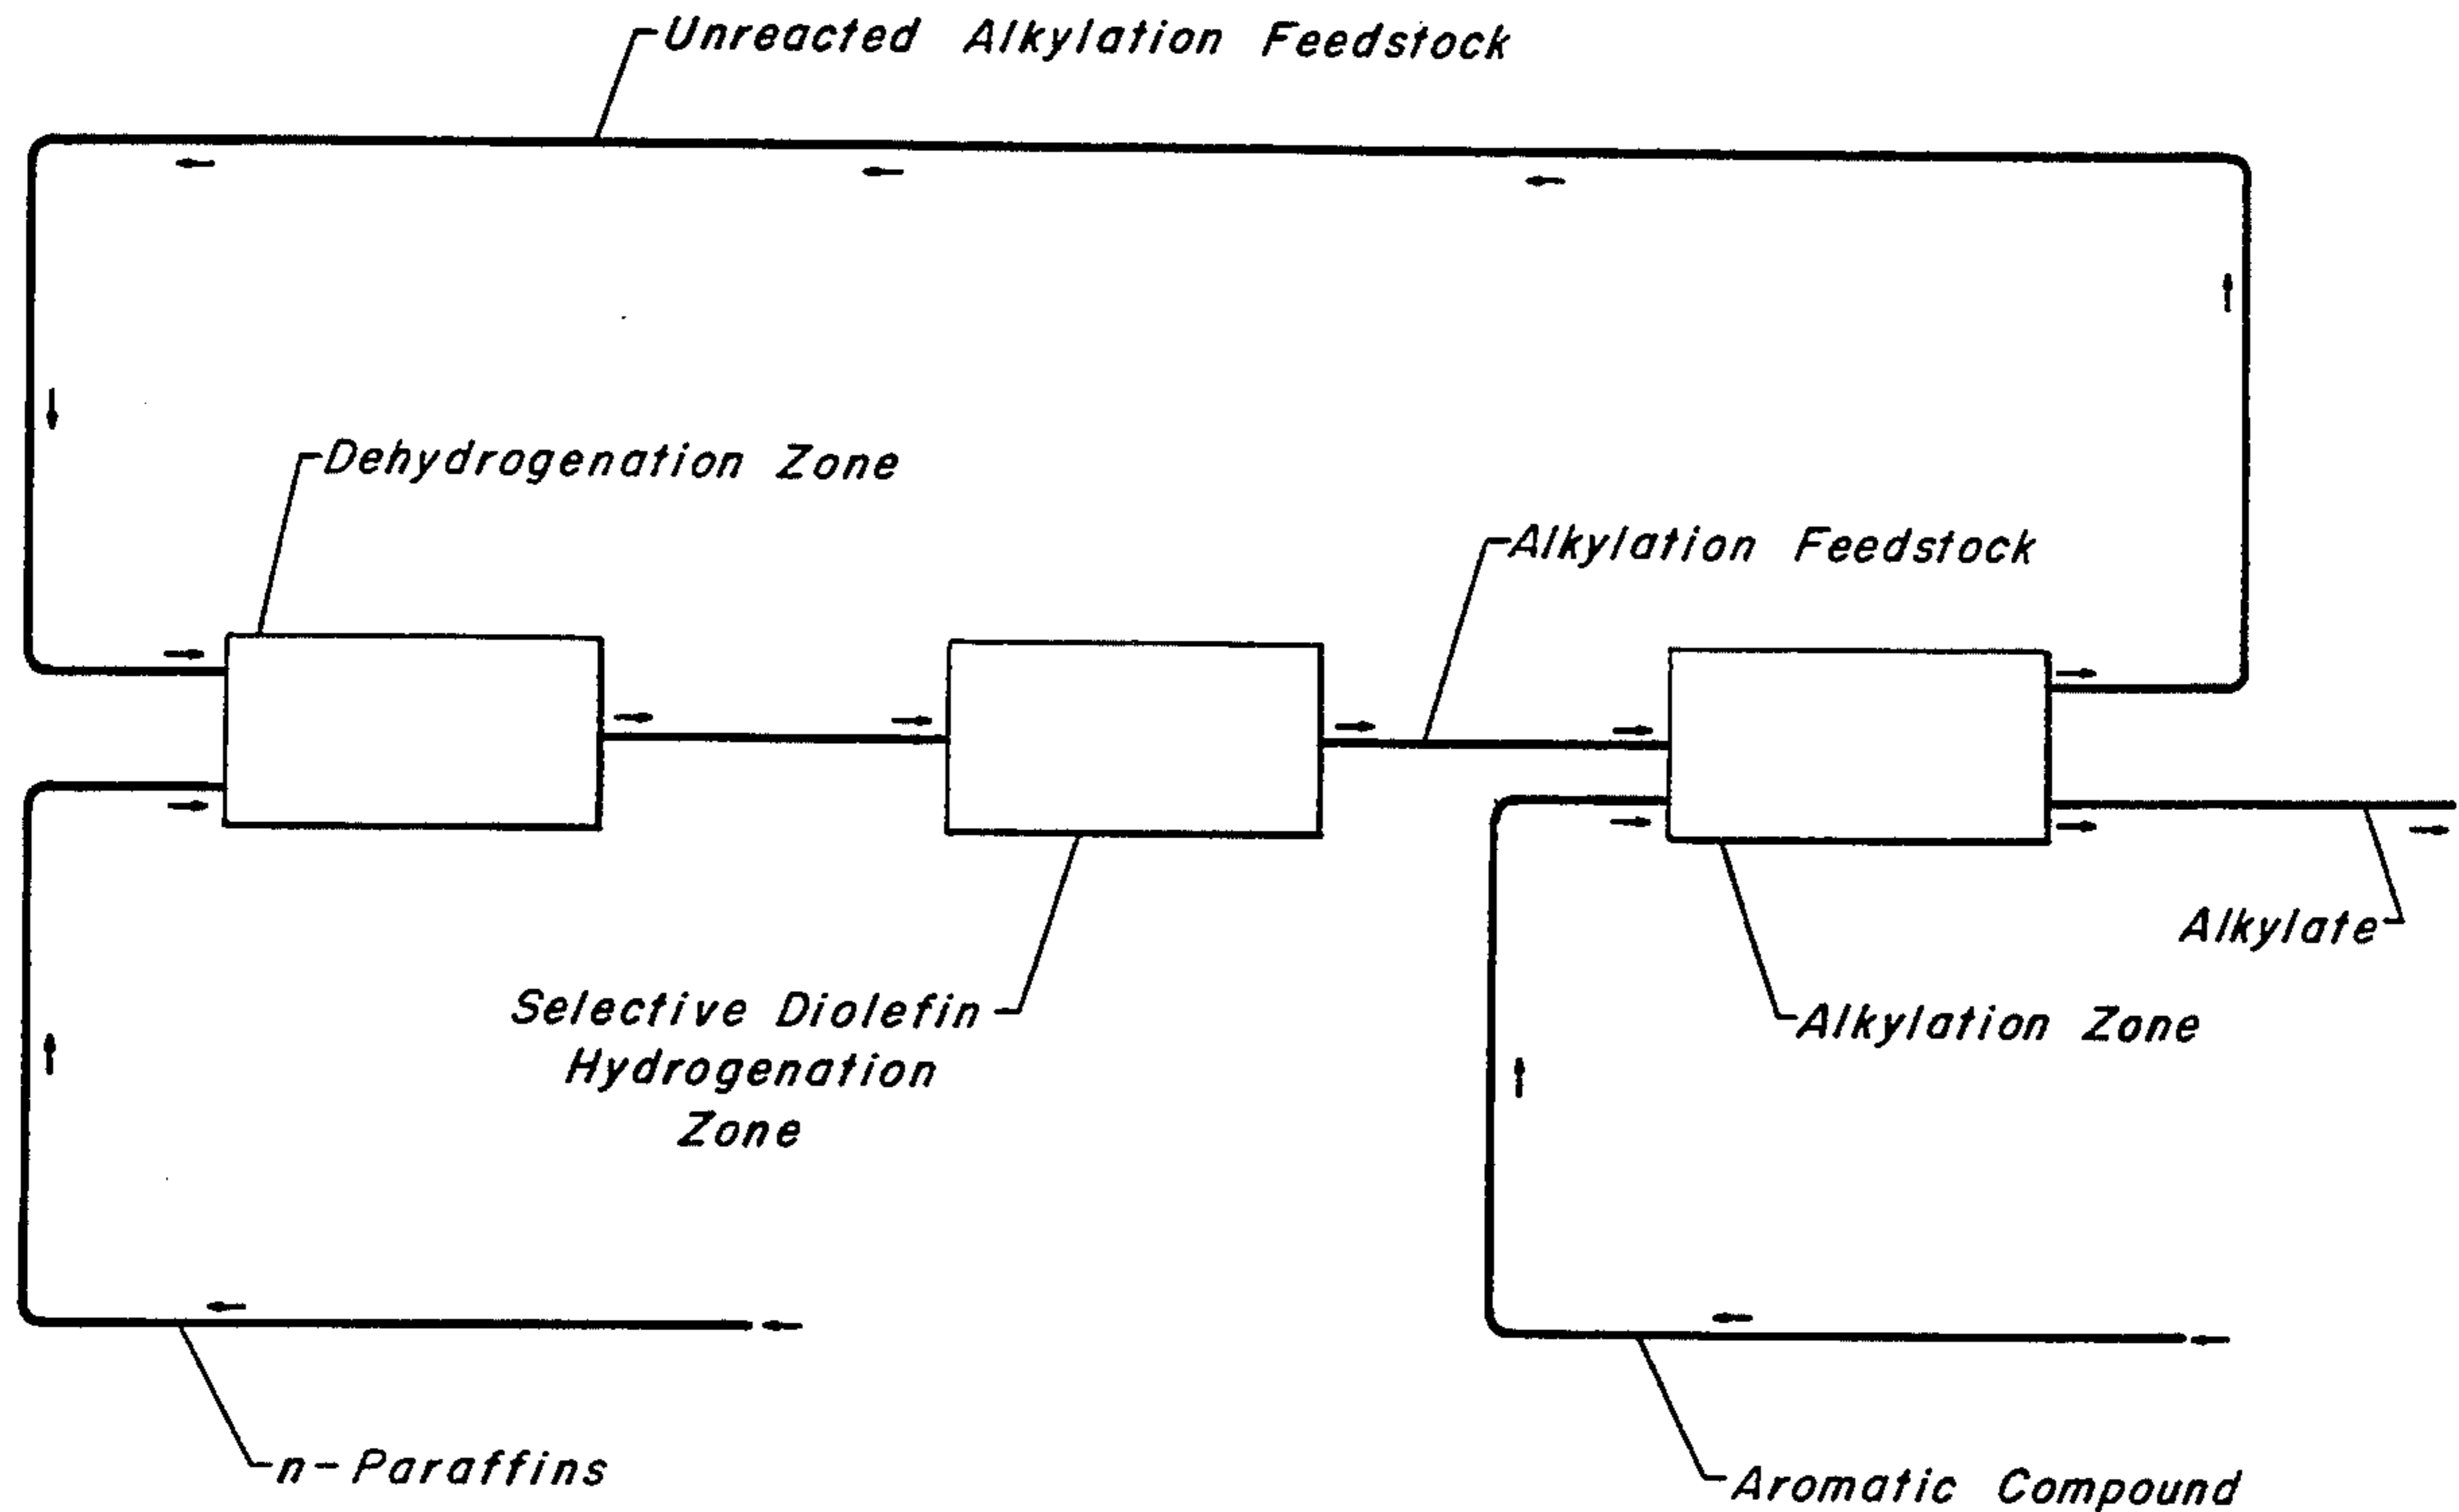 Unreacted Alkylation Feedstock
Dehydrogenation Zone
Alkylation Feedstock
Alkylate
Selective Diolefin
Hydrogenation
Zone
Alkylation Zone
n-Paraffins
Aromatic Compound